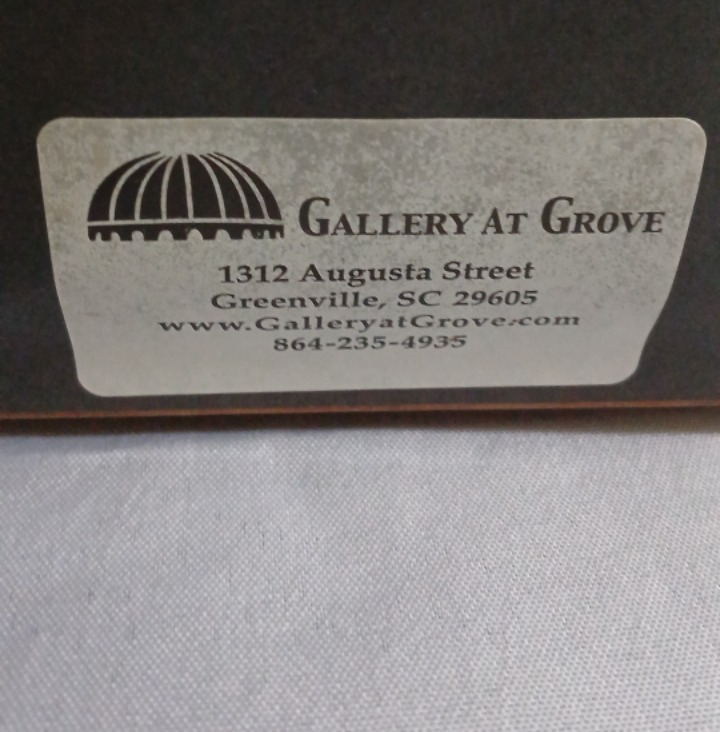 GALLERY AT GROVE
1312 Augusta Street
Greenville, SC 29605
www.GalleryatGrove.com
864-235-4935